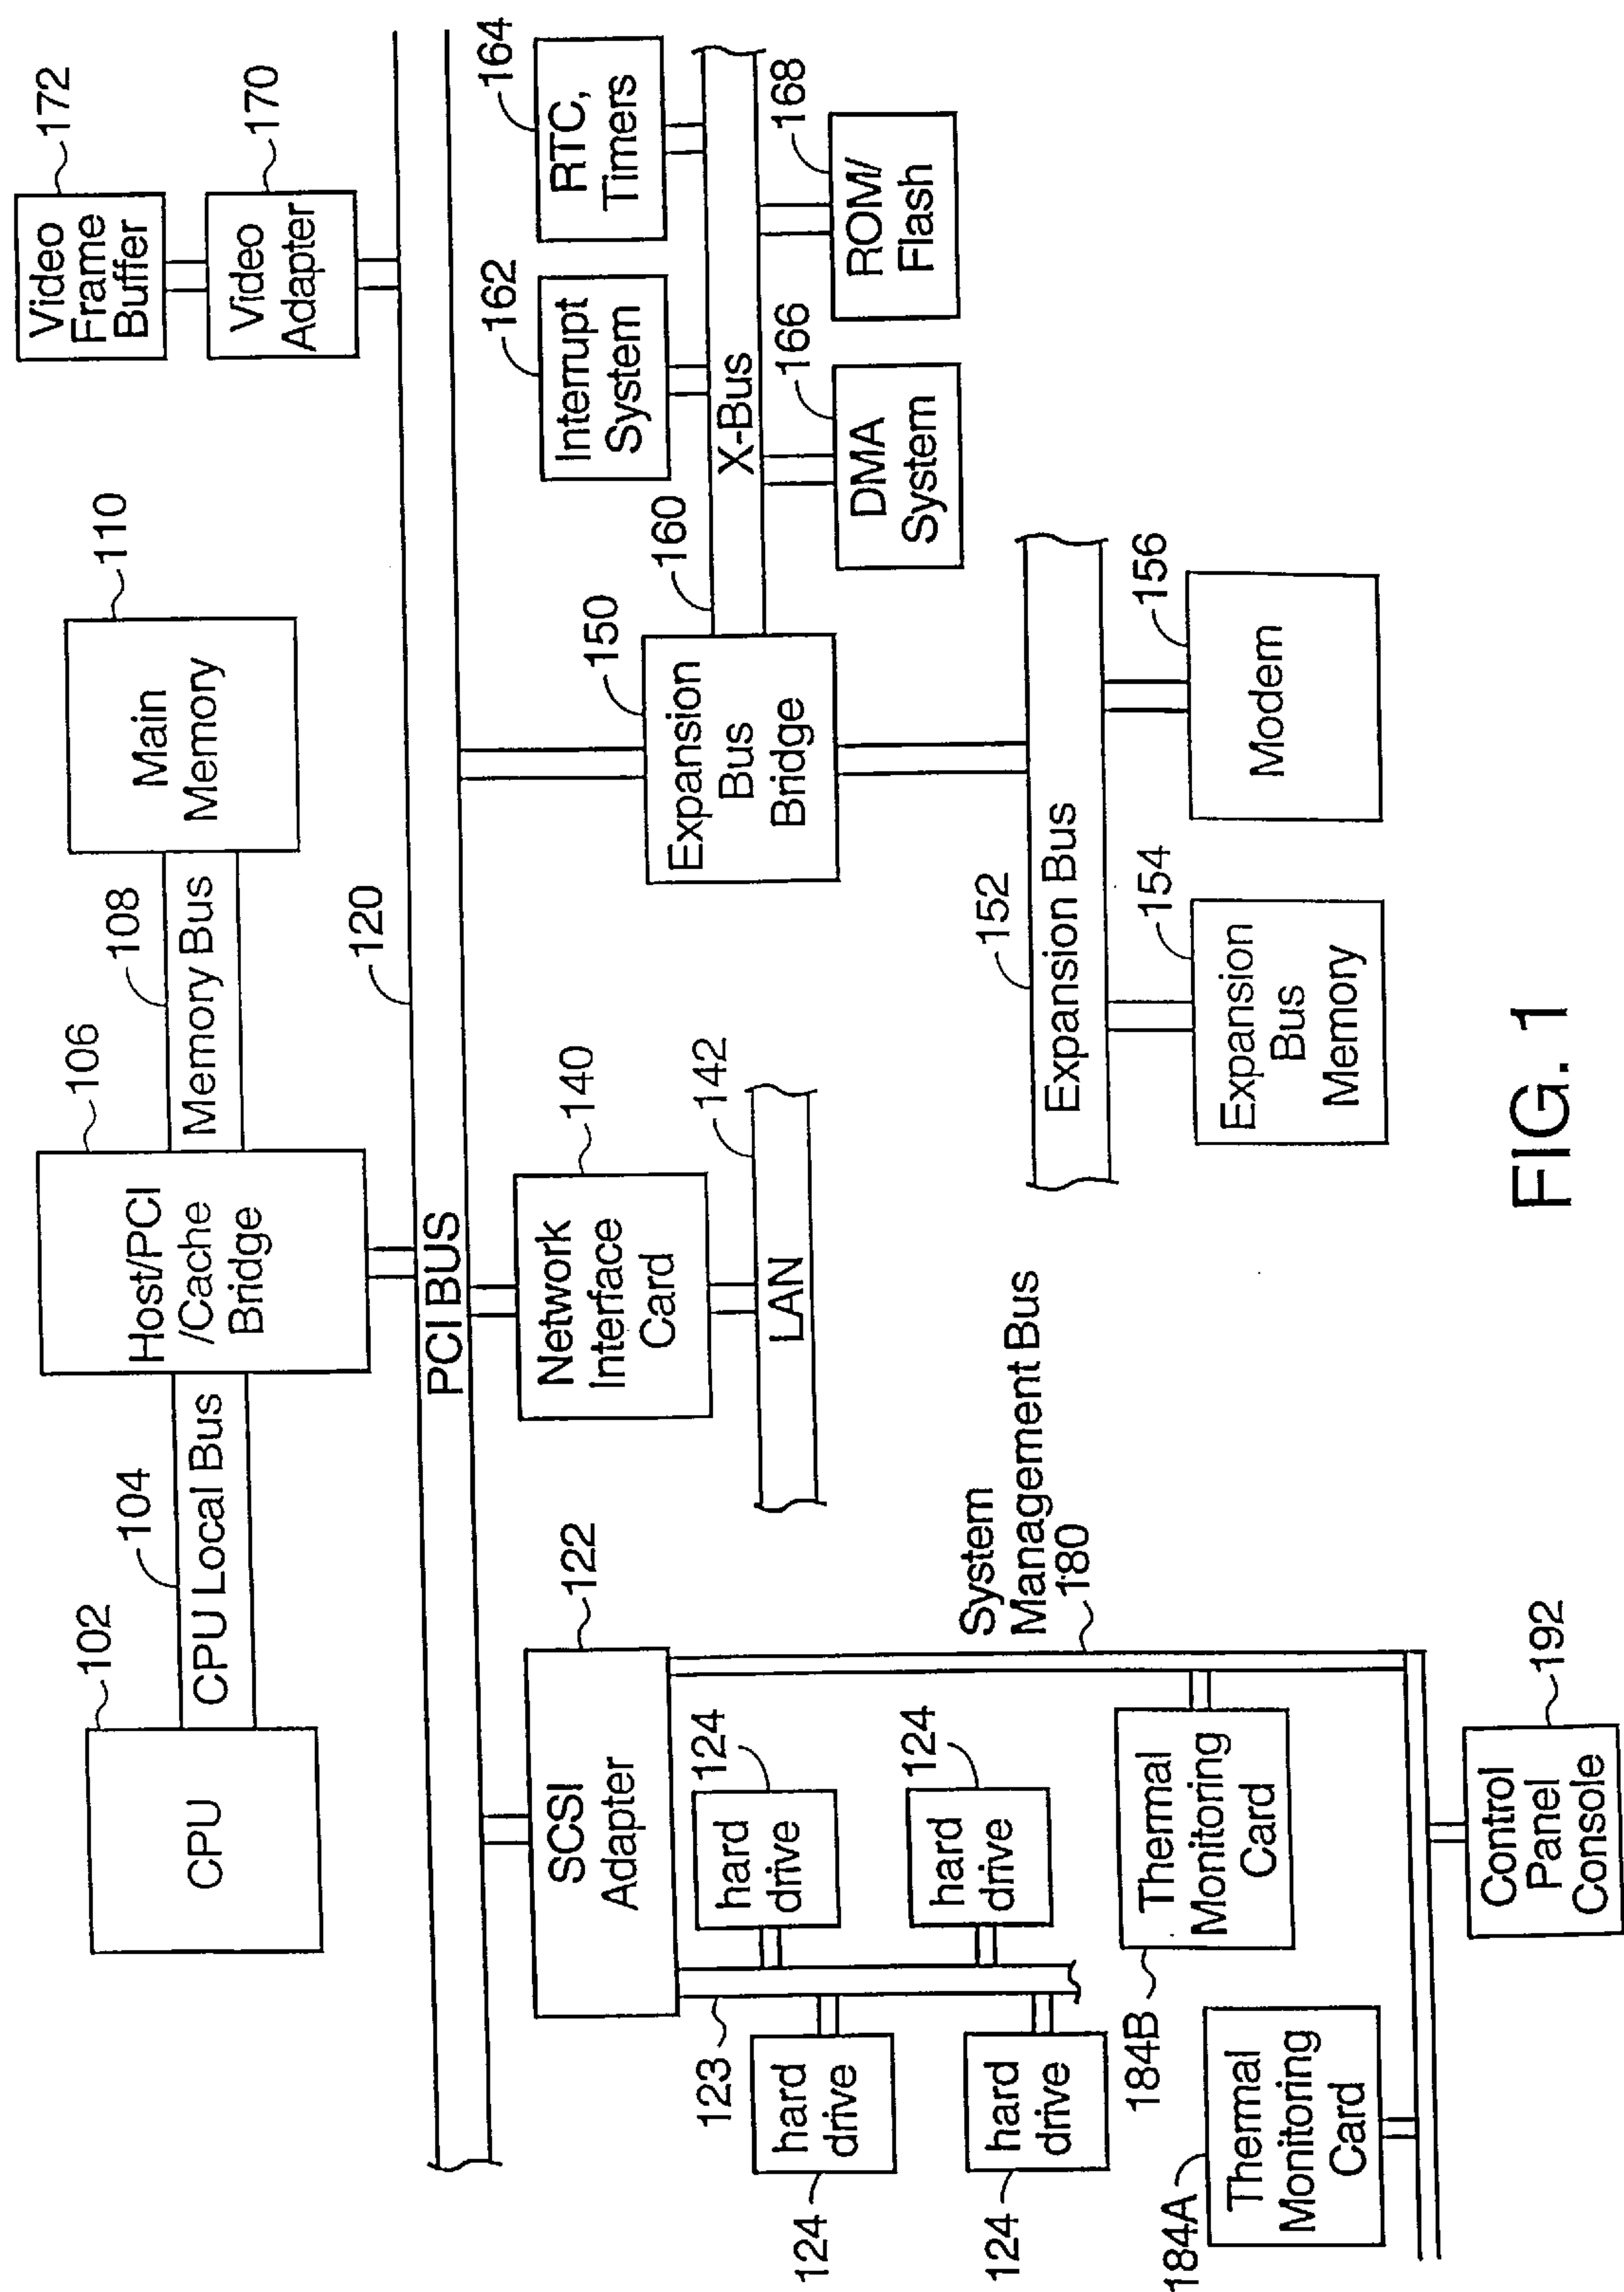 102
CPU
104
CPU Local Bus
106
Host/PCI
/Cache
Bridge
108
Memory Bus
110
Main
Memory
172
Video
Frame
Buffer
170
Video
Adapter
120
PCI BUS
122
SCSI
Adapter
123
124
hard
drive
124
hard
drive
124
hard
drive
124
hard
drive
System
Management Bus
180
184B
Thermal
Monitoring
Card
184A
Thermal
Monitoring
Card
192
Control
Panel
Console
140
Network
Interface
Card
142
LAN
150
Expansion
Bus
Bridge
160
X-Bus
162
Interrupt
System
164
RTC,
Timers
166
DMA
System
168
ROM/
Flash
152
Expansion Bus
154
Expansion
Bus
Memory
156
Modem
FIG. 1